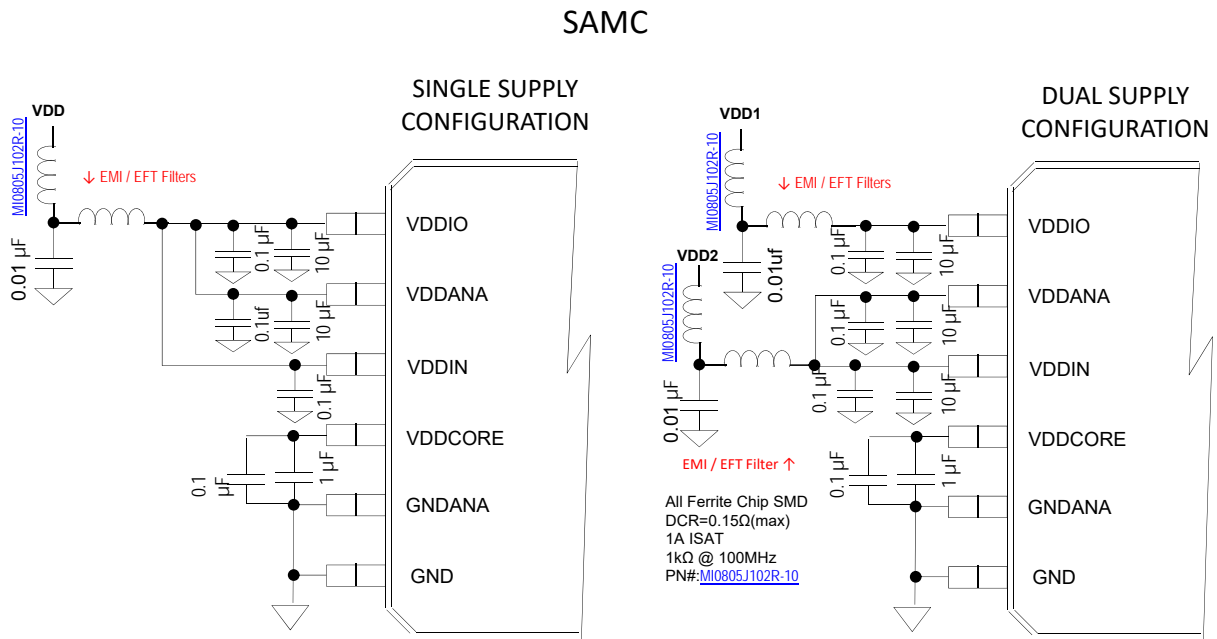 SAMC
SINGLE SUPPLY
CONFIGURATION
VDD
MI0805J102R-10
↓ EMI / EFT Filters
0.01 µF
0.1 µF
10 µF
VDDIO
0.1uf
10 µF
VDDANA
0.1 µF
VDDIN
VDDCORE
0.1
µF
1 µF
GNDANA
GND
DUAL SUPPLY
CONFIGURATION
VDD1
MI0805J102R-10
↓ EMI / EFT Filters
0.01uf
0.1 µF
10 µF
VDDIO
VDD2
MI0805J102R-10
0.1 µF
10 µF
VDDANA
0.01 µF
0.1 µF
10 µF
VDDIN
EMI / EFT Filter ↑
0.1 µF
1 µF
VDDCORE
GNDANA
GND
All Ferrite Chip SMD
DCR=0.15Ω(max)
1A ISAT
1kΩ @ 100MHz
PN#:MI0805J102R-10